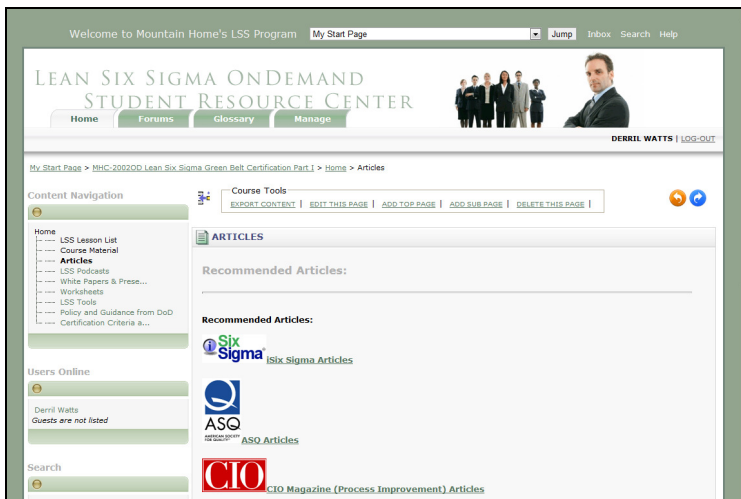 Welcome to Mountain Home's LSS Program My Start Page Jump Inbox Search Help
LEAN SIX SIGMA ONDEMAND
STUDENT RESOURCE CENTER
Home Forums Glossary Manage
DERRIL WATTS | LOG-OUT
My Start Page > MHC-2002OD Lean Six Sigma Green Belt Certification Part I > Home > Articles
Content Navigation
Course Tools
EXPORT CONTENT | EDIT THIS PAGE | ADD TOP PAGE | ADD SUB PAGE | DELETE THIS PAGE |
Home
LSS Lesson List
Course Material
Articles
LSS Podcasts
White Papers & Prese...
Worksheets
LSS Tools
Policy and Guidance from DoD
Certification Criteria a...
ARTICLES
Recommended Articles:
Recommended Articles:
i Six Sigma
iSix Sigma Articles
Users Online
Derril Watts
Guests are not listed
ASQ
AMERICAN SOCIETY
FOR QUALITY
ASQ Articles
Search
CIO
CIO Magazine (Process Improvement) Articles